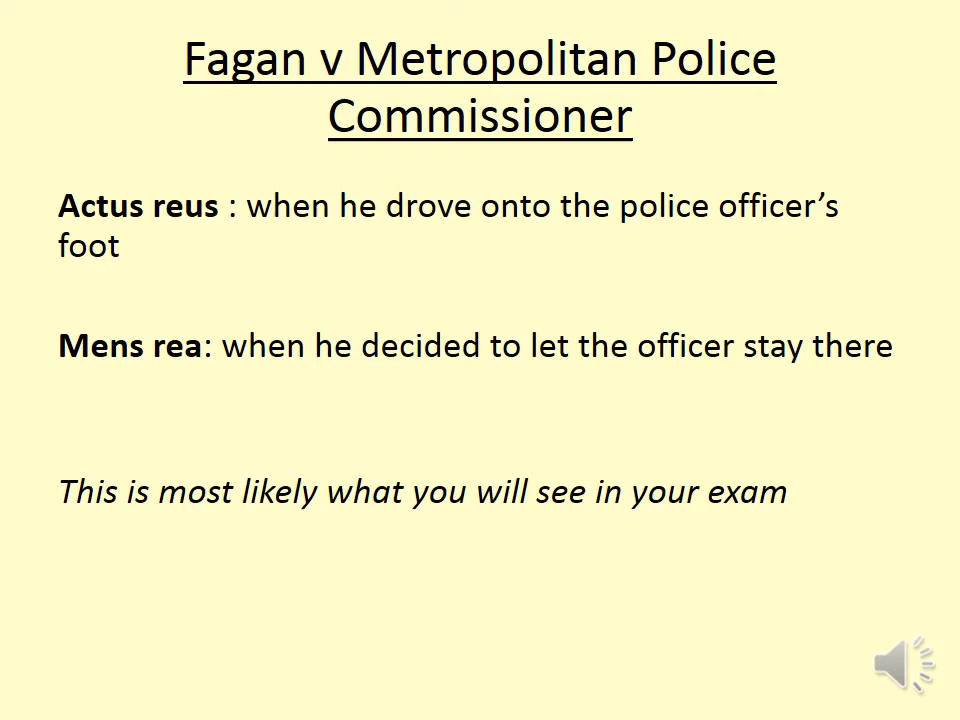 Fagan v Metropolitan Police
Commissioner
Actus reus : when he drove onto the police officer’s
foot
Mens rea: when he decided to let the officer stay there
This is most likely what you will see in your exam